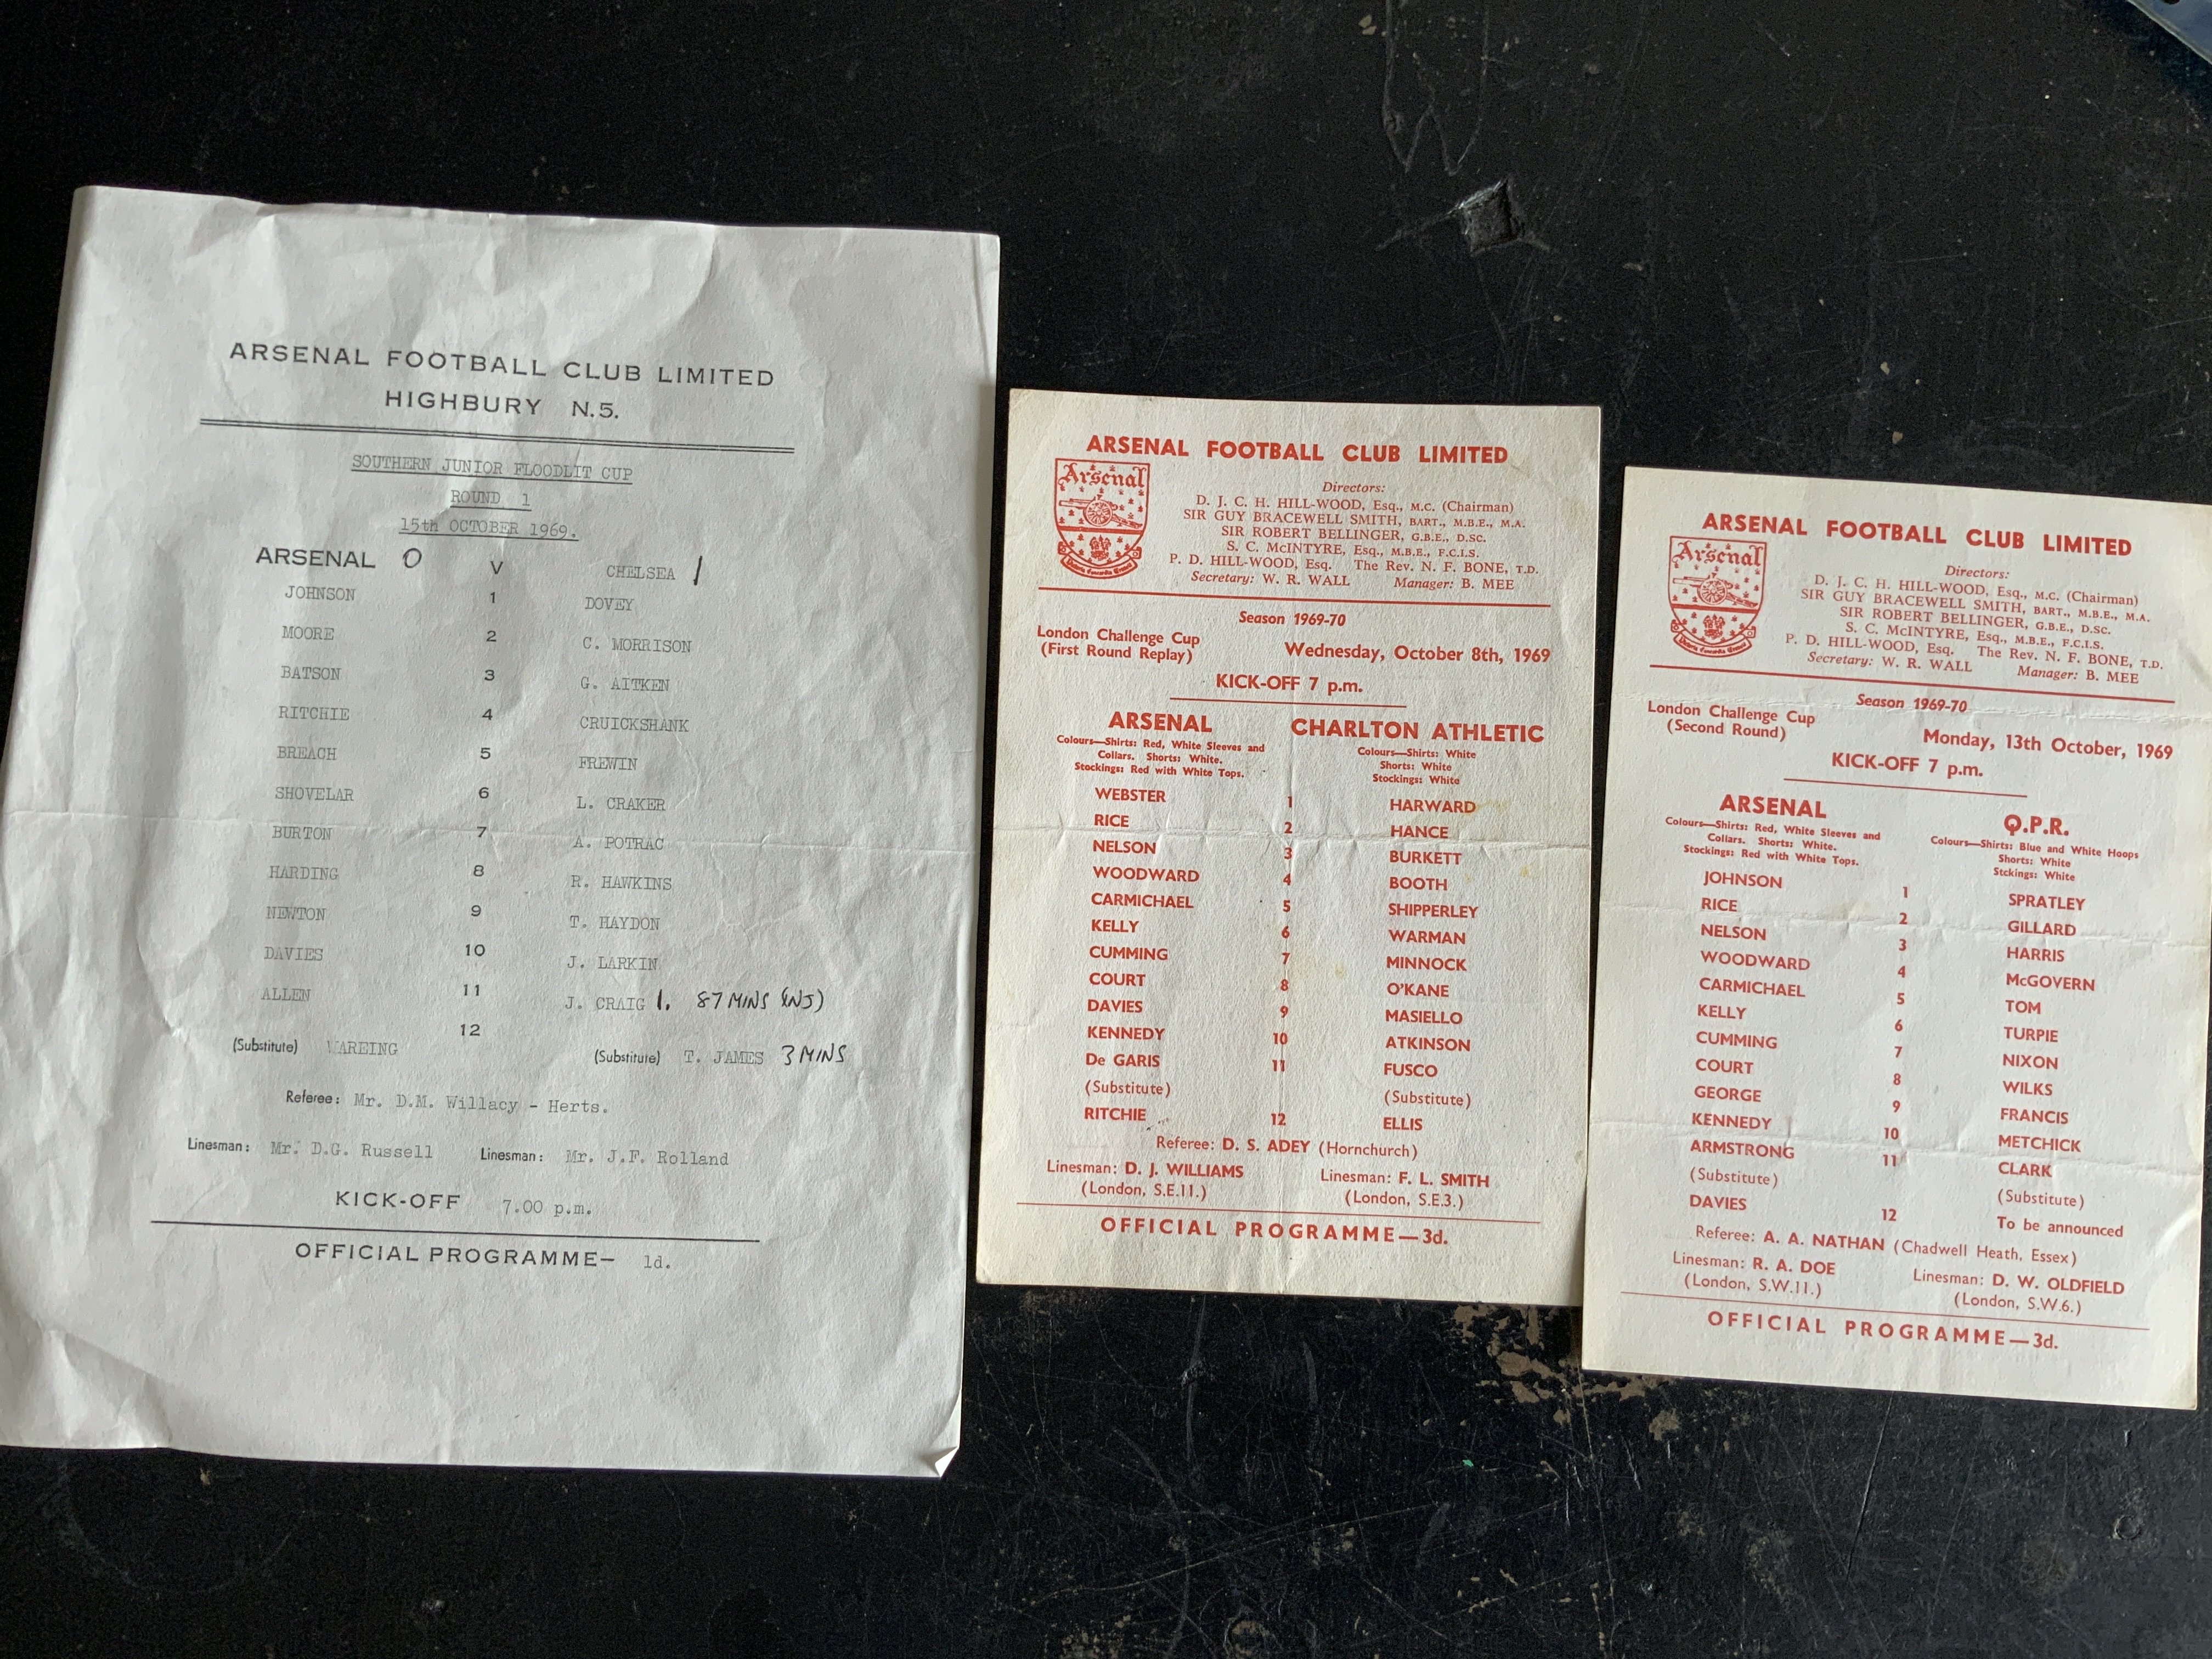 ARSENAL FOOTBALL CLUB LIMITED
HIGHBURY N.5.
SOUTHERN JUNIOR FLOODLIT CUP
ROUND 1
15th OCTOBER 1969.
ARSENAL 0 V CHELSEA 1
JOHNSON 1 DOVEY
MOORE 2 C. MORRISON
BATSON 3 G. AITKEN
RITCHIE 4 CRUICKSHANK
BREACH 5 FREWIN
SHOVELAR 6 L. CRAKER
BURTON 7 A. POTRAC
HARDING 8 R. HAWKINS
NEWTON 9 T. HAYDON
DAVIES 10 J. LARKIN
ALLEN 11 J. CRAIG 1. 87 MINS (INJ)
12
(Substitute) WAREING (Substitute) T. JAMES 3 MINS
Referee: Mr. D.M. Willacy - Herts.
Linesman: Mr. D.G. Russell Linesman: Mr. J.F. Rolland
KICK-OFF 7.00 p.m.
OFFICIAL PROGRAMME— 1d.
ARSENAL FOOTBALL CLUB LIMITED
Arsenal
Directors:
D. J. C. H. HILL-WOOD, Esq., M.C. (Chairman)
SIR GUY BRACEWELL SMITH, BART., M.B.E., M.A.
SIR ROBERT BELLINGER, G.B.E., D.SC.
S. C. McINTYRE, Esq., M.B.E., F.C.I.S.
P. D. HILL-WOOD, Esq. The Rev. N. F. BONE, T.D.
Secretary: W. R. WALL Manager: B. MEE
Season 1969-70
London Challenge Cup
(First Round Replay)
Wednesday, October 8th, 1969
KICK-OFF 7 p.m.
ARSENAL CHARLTON ATHLETIC
Colours—Shirts: Red, White Sleeves and
Collars. Shorts: White.
Stockings: Red with White Tops.
Colours—Shirts: White
Shorts: White
Stockings: White
WEBSTER 1 HARWARD
RICE 2 HANCE
NELSON 3 BURKETT
WOODWARD 4 BOOTH
CARMICHAEL 5 SHIPPERLEY
KELLY 6 WARMAN
CUMMING 7 MINNOCK
COURT 8 O'KANE
DAVIES 9 MASIELLO
KENNEDY 10 ATKINSON
De GARIS 11 FUSCO
(Substitute) (Substitute)
RITCHIE 12 ELLIS
Referee: D. S. ADEY (Hornchurch)
Linesman: D. J. WILLIAMS Linesman: F. L. SMITH
(London, S.E.11.) (London, S.E.3.)
OFFICIAL PROGRAMME—3d.
ARSENAL FOOTBALL CLUB LIMITED
Arsenal
Directors:
D. J. C. H. HILL-WOOD, Esq., M.C. (Chairman)
SIR GUY BRACEWELL SMITH, BART., M.B.E., M.A.
SIR ROBERT BELLINGER, G.B.E., D.SC.
S. C. McINTYRE, Esq., M.B.E., F.C.I.S.
P. D. HILL-WOOD, Esq. The Rev. N. F. BONE, T.D.
Secretary: W. R. WALL Manager: B. MEE
Season 1969-70
London Challenge Cup
(Second Round)
Monday, 13th October, 1969
KICK-OFF 7 p.m.
ARSENAL Q.P.R.
Colours—Shirts: Red, White Sleeves and
Collars. Shorts: White.
Stockings: Red with White Tops.
Colours—Shirts: Blue and White Hoops
Shorts: White
Stckings: White
JOHNSON 1 SPRATLEY
RICE 2 GILLARD
NELSON 3 HARRIS
WOODWARD 4 McGOVERN
CARMICHAEL 5 TOM
KELLY 6 TURPIE
CUMMING 7 NIXON
COURT 8 WILKS
GEORGE 9 FRANCIS
KENNEDY 10 METCHICK
ARMSTRONG 11 CLARK
(Substitute) (Substitute)
DAVIES 12 To be announced
Referee: A. A. NATHAN (Chadwell Heath, Essex)
Linesman: R. A. DOE Linesman: D. W. OLDFIELD
(London, S.W.11.) (London, S.W.6.)
OFFICIAL PROGRAMME—3d.